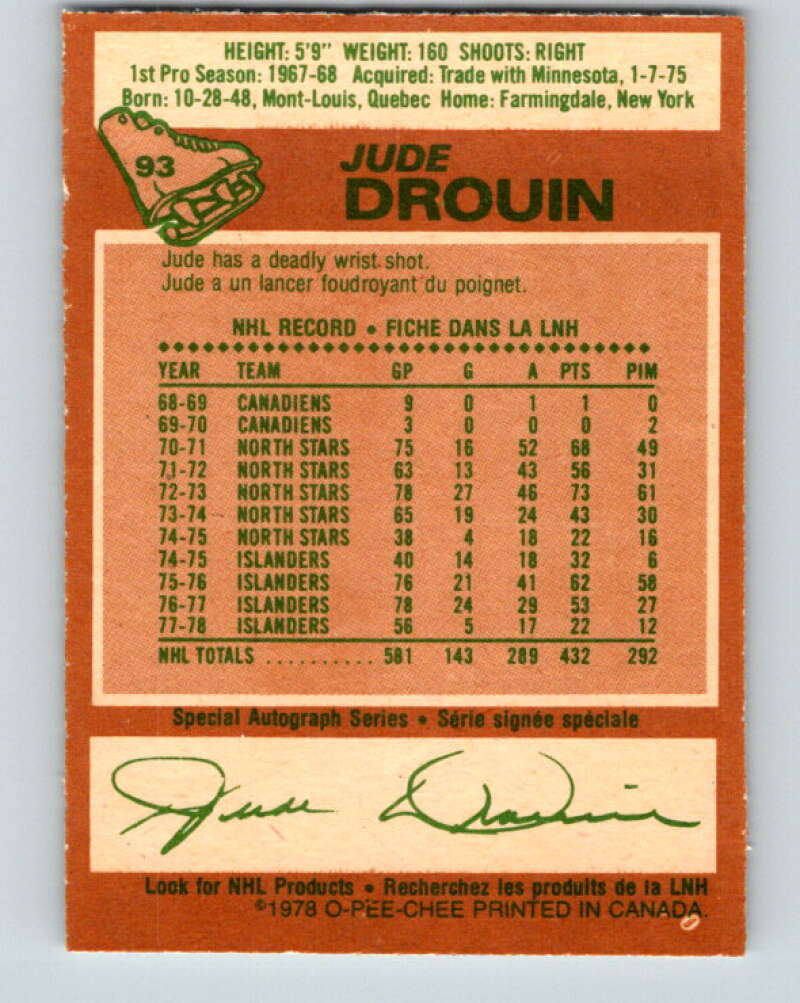 HEIGHT: 5'9" WEIGHT: 160 SHOOTS: RIGHT
1st Pro Season: 1967-68 Acquired: Trade with Minnesota, 1-7-75
Born: 10-28-48, Mont-Louis, Quebec Home: Farmingdale, New York
93
JUDE
DROUIN
Jude has a deadly wrist shot.
Jude a un lancer foudroyant du poignet.
NHL RECORD • FICHE DANS LA LNH
YEAR TEAM GP G A PTS PIM
68-69 CANADIENS 9 0 1 1 0
69-70 CANADIENS 3 0 0 0 2
70-71 NORTH STARS 75 16 52 68 49
71-72 NORTH STARS 63 13 43 56 31
72-73 NORTH STARS 78 27 46 73 61
73-74 NORTH STARS 65 19 24 43 30
74-75 NORTH STARS 38 4 18 22 16
74-75 ISLANDERS 40 14 18 32 6
75-76 ISLANDERS 76 21 41 62 58
76-77 ISLANDERS 78 24 29 53 27
77-78 ISLANDERS 56 5 17 22 12
NHL TOTALS .......... 581 143 289 432 292
Special Autograph Series • Série signée spéciale
Jude Drouin
Look for NHL Products • Recherchez les produits de la LNH
©1978 O-PEE-CHEE PRINTED IN CANADA.